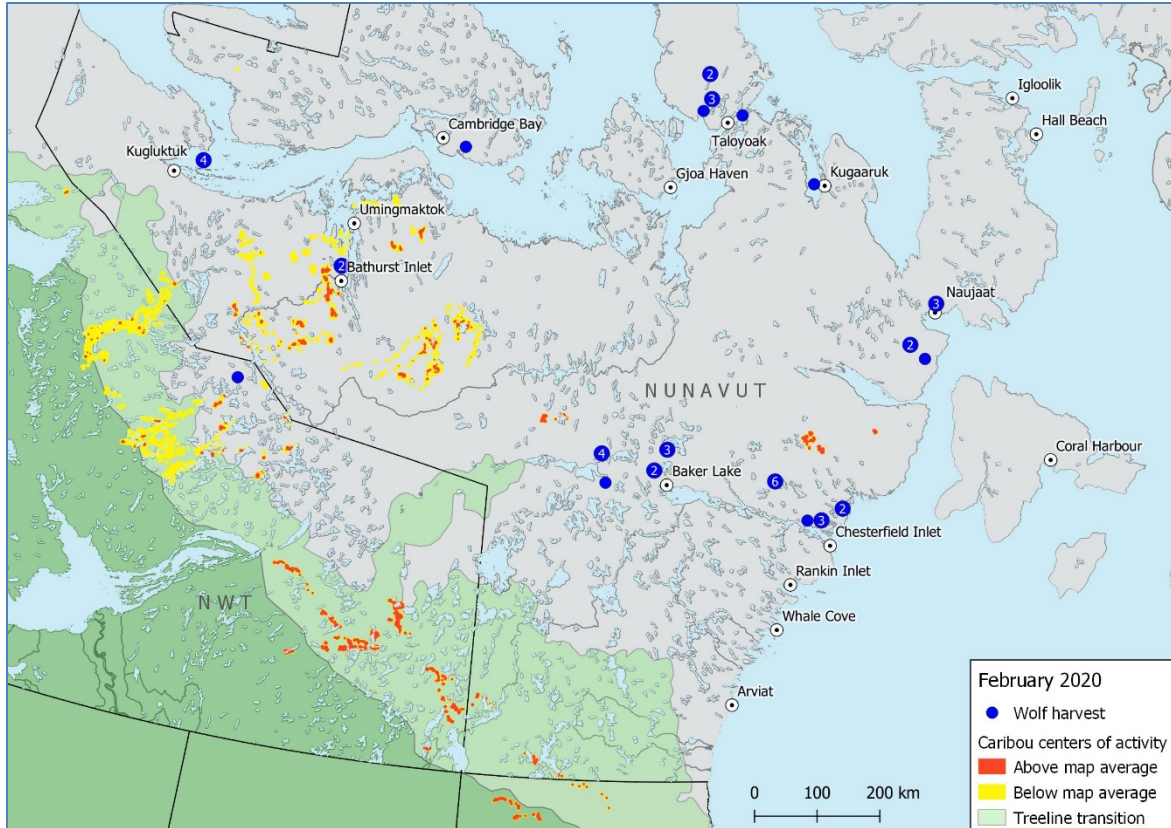 Igloolik
2
Hall Beach
3
Cambridge Bay
Taloyoak
4
Kugluktuk
Gjoa Haven
Kugaaruk
Umingmaktok
2
Bathurst Inlet
3
Naujaat
2
NUNAVUT
4
3
Coral Harbour
2
Baker Lake
6
2
3
Chesterfield Inlet
Rankin Inlet
NWT
Whale Cove
Arviat
February 2020
Wolf harvest
Caribou centers of activity
Above map average
Below map average
Treeline transition
0 100 200 km